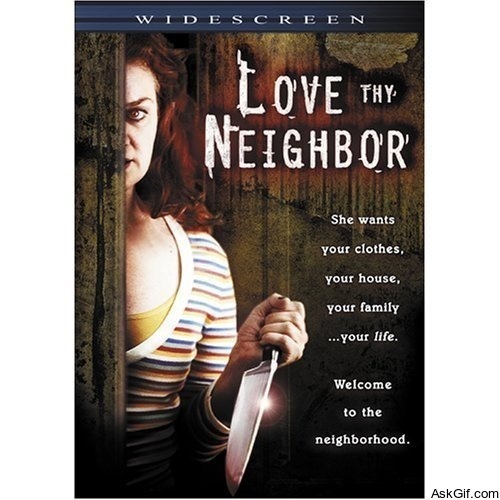 WIDESCREEN
LOVE THY
NEIGHBOR
She wants
your clothes,
your house,
your family
...your life.
Welcome
to the
neighborhood.
AskGif.com